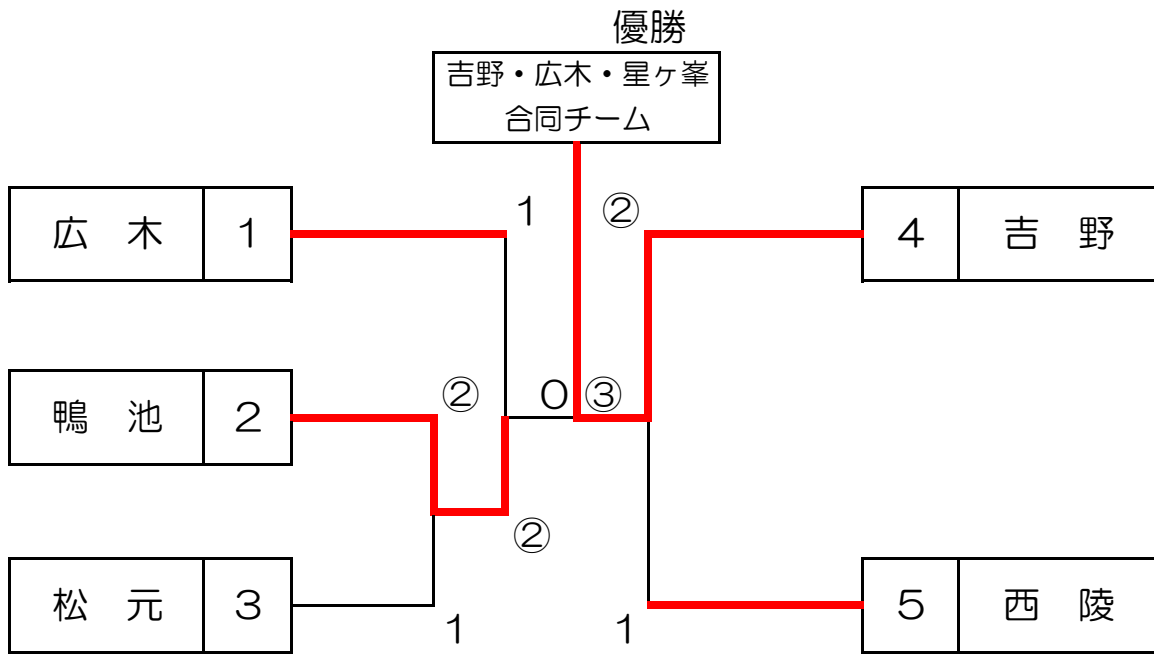 優勝
吉野・広木・星ヶ峯
合同チーム
広 木 1
1 ②
4 吉 野
鴨 池 2
② 0 ③
②
松 元 3
1 1
5 西 陵